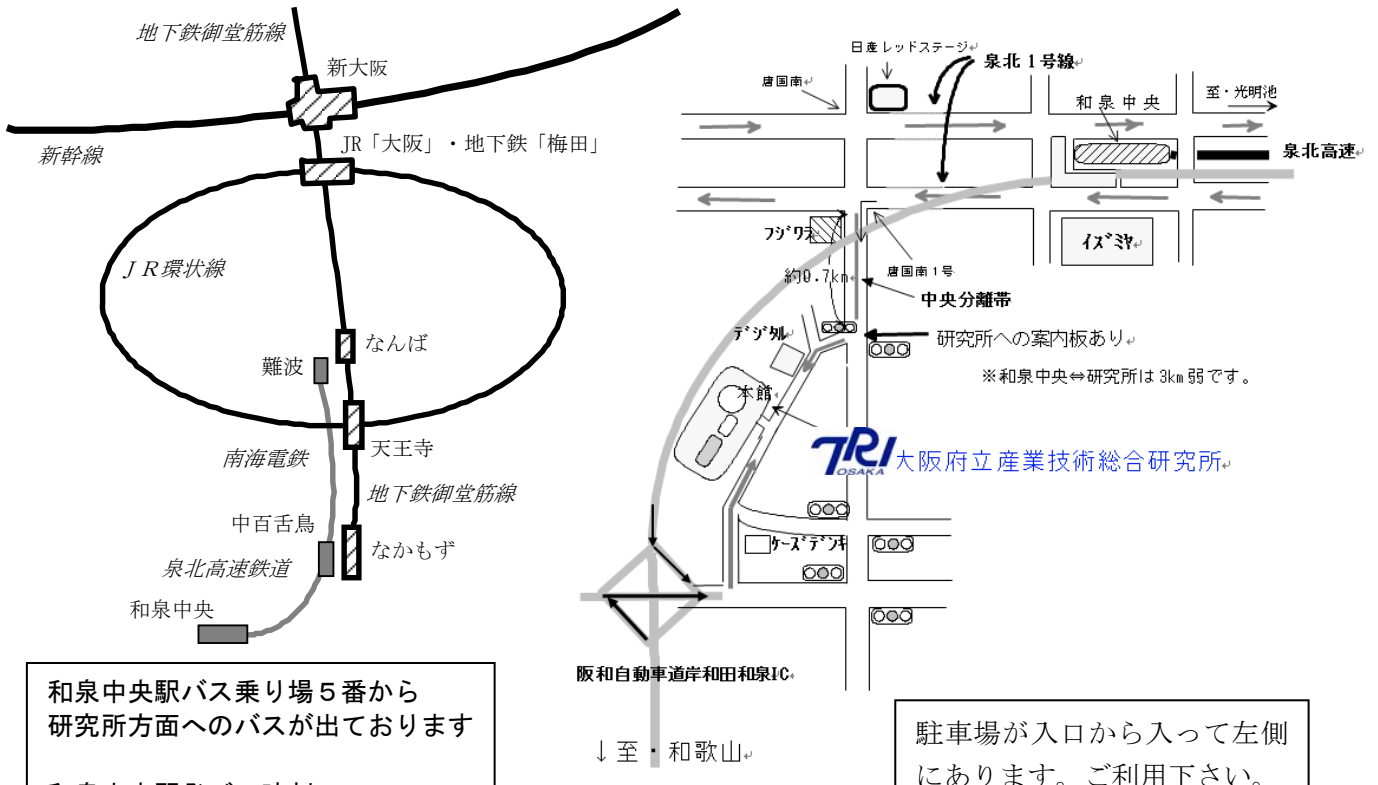 地下鉄御堂筋線
新大阪
新幹線
JR「大阪」・地下鉄「梅田」
ＪＲ環状線
なんば
難波
天王寺
南海電鉄
地下鉄御堂筋線
中百舌鳥
なかもず
泉北高速鉄道
和泉中央
日産レッドステージ
泉北１号線
唐国南
和泉中央
至・光明池
泉北高速
フジワラ
イズミヤ
約0.7km
唐国南1号
中央分離帯
デジタル
研究所への案内板あり
※和泉中央⇔研究所は3km弱です。
本館
TRI
OSAKA
大阪府立産業技術総合研究所
ケーズデンキ
阪和自動車道岸和田和泉IC
↓至・和歌山
和泉中央駅バス乗り場５番から
研究所方面へのバスが出ております
駐車場が入口から入って左側
にあります。ご利用下さい。